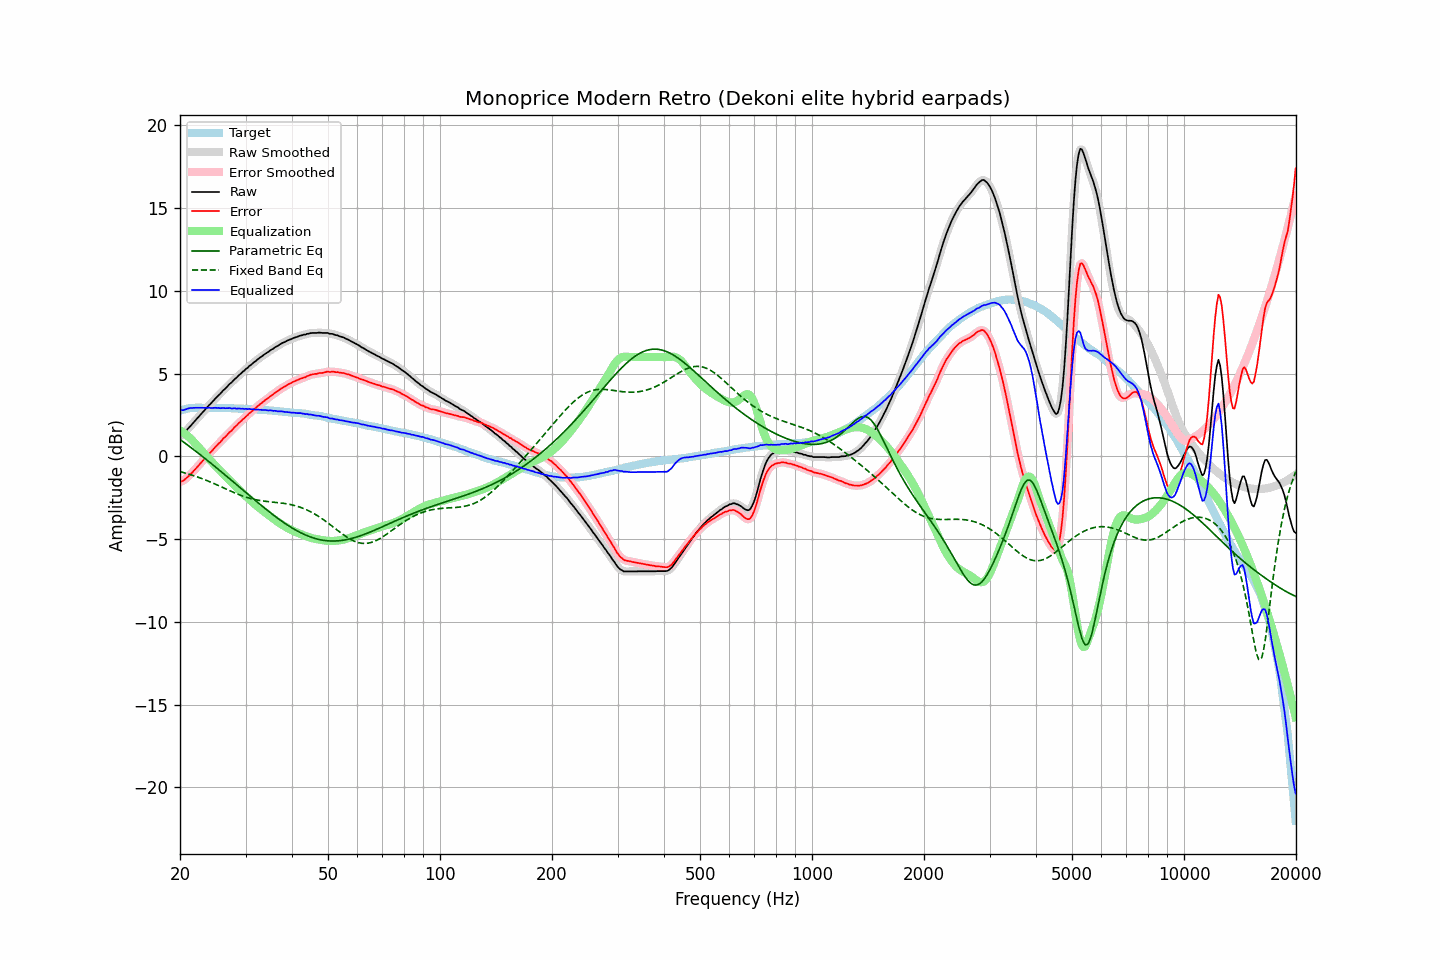 Monoprice Modern Retro (Dekoni elite hybrid earpads)
Target
Raw Smoothed
Error Smoothed
Raw
Error
Equalization
Parametric Eq
Fixed Band Eq
Equalized
20
15
10
5
0
−5
−10
−15
−20
Amplitude (dBr)
20
50
100
200
500
1000
2000
5000
10000
20000
Frequency (Hz)